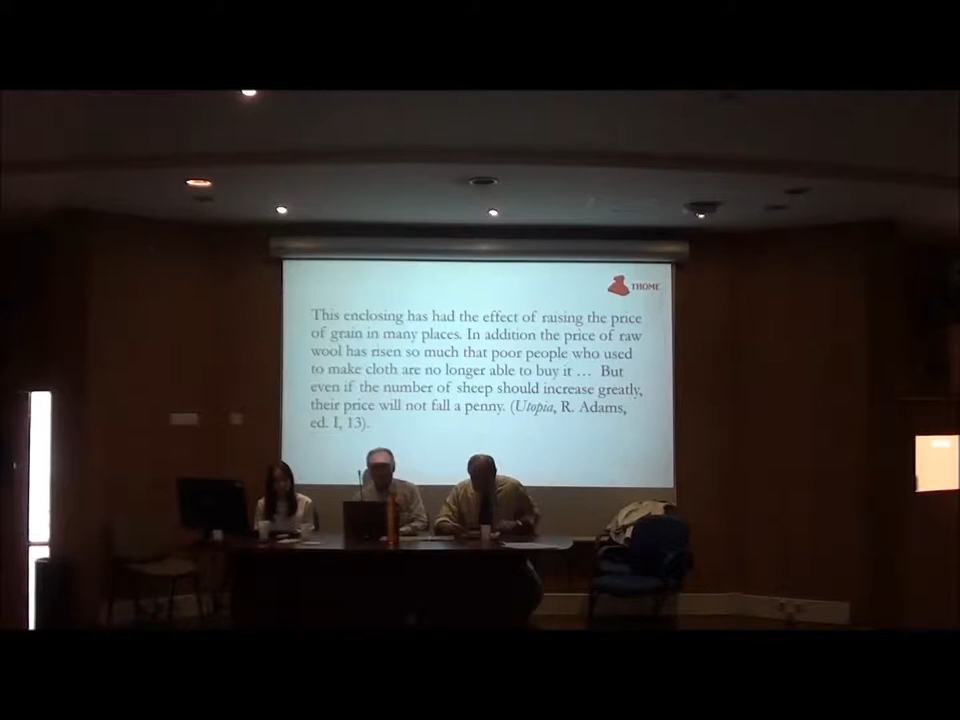 THOME
This enclosing has had the effect of raising the price
of grain in many places. In addition the price of raw
wool has risen so much that poor people who used
to make cloth are no longer able to buy it … But
even if the number of sheep should increase greatly,
their price will not fall a penny. (Utopia, R. Adams,
ed. I, 13).